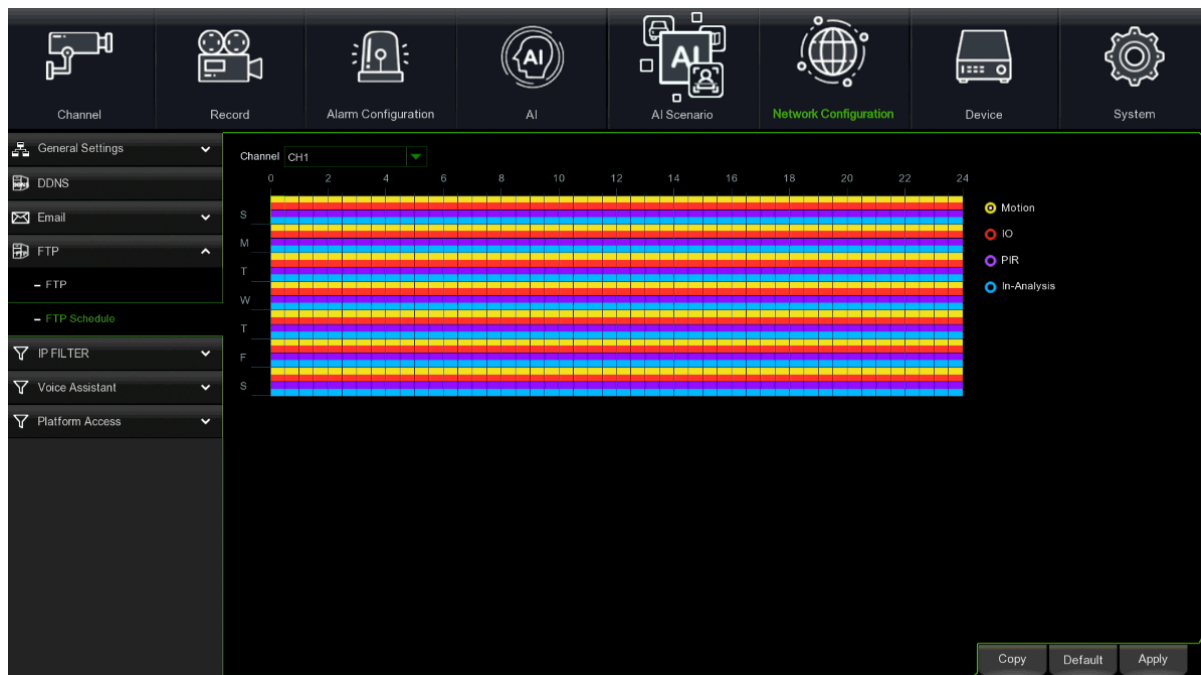 Channel Record Alarm Configuration AI AI Scenario Network Configuration Device System
AI
AI
General Settings
DDNS
Email
FTP
– FTP
– FTP Schedule
IP FILTER
Voice Assistant
Platform Access
Channel CH1
0 2 4 6 8 10 12 14 16 18 20 22 24
S
M
T
W
T
F
S
Motion
IO
PIR
In-Analysis
Copy Default Apply